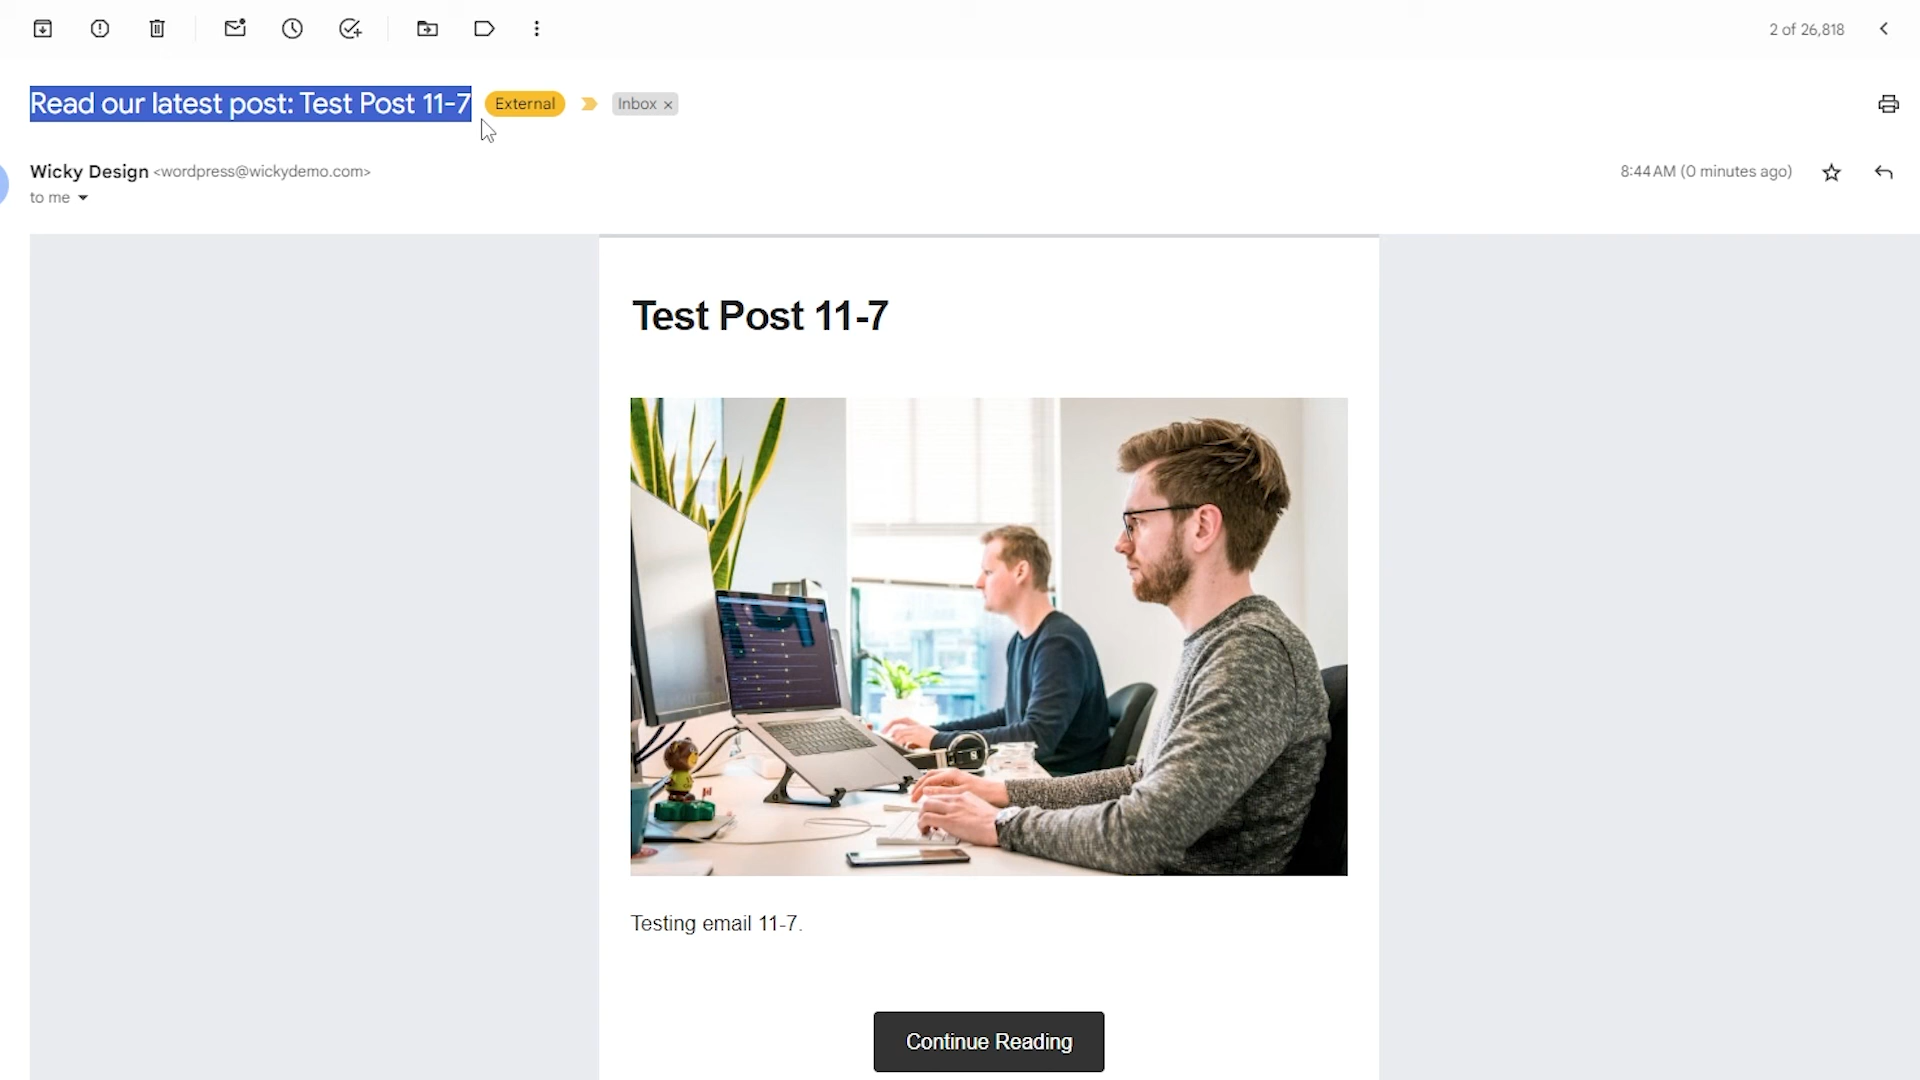 2 of 26,818
Read our latest post: Test Post 11-7 External Inbox ×
Wicky Design <wordpress@wickydemo.com> 8:44 AM (0 minutes ago)
to me
Test Post 11-7
Testing email 11-7.
Continue Reading